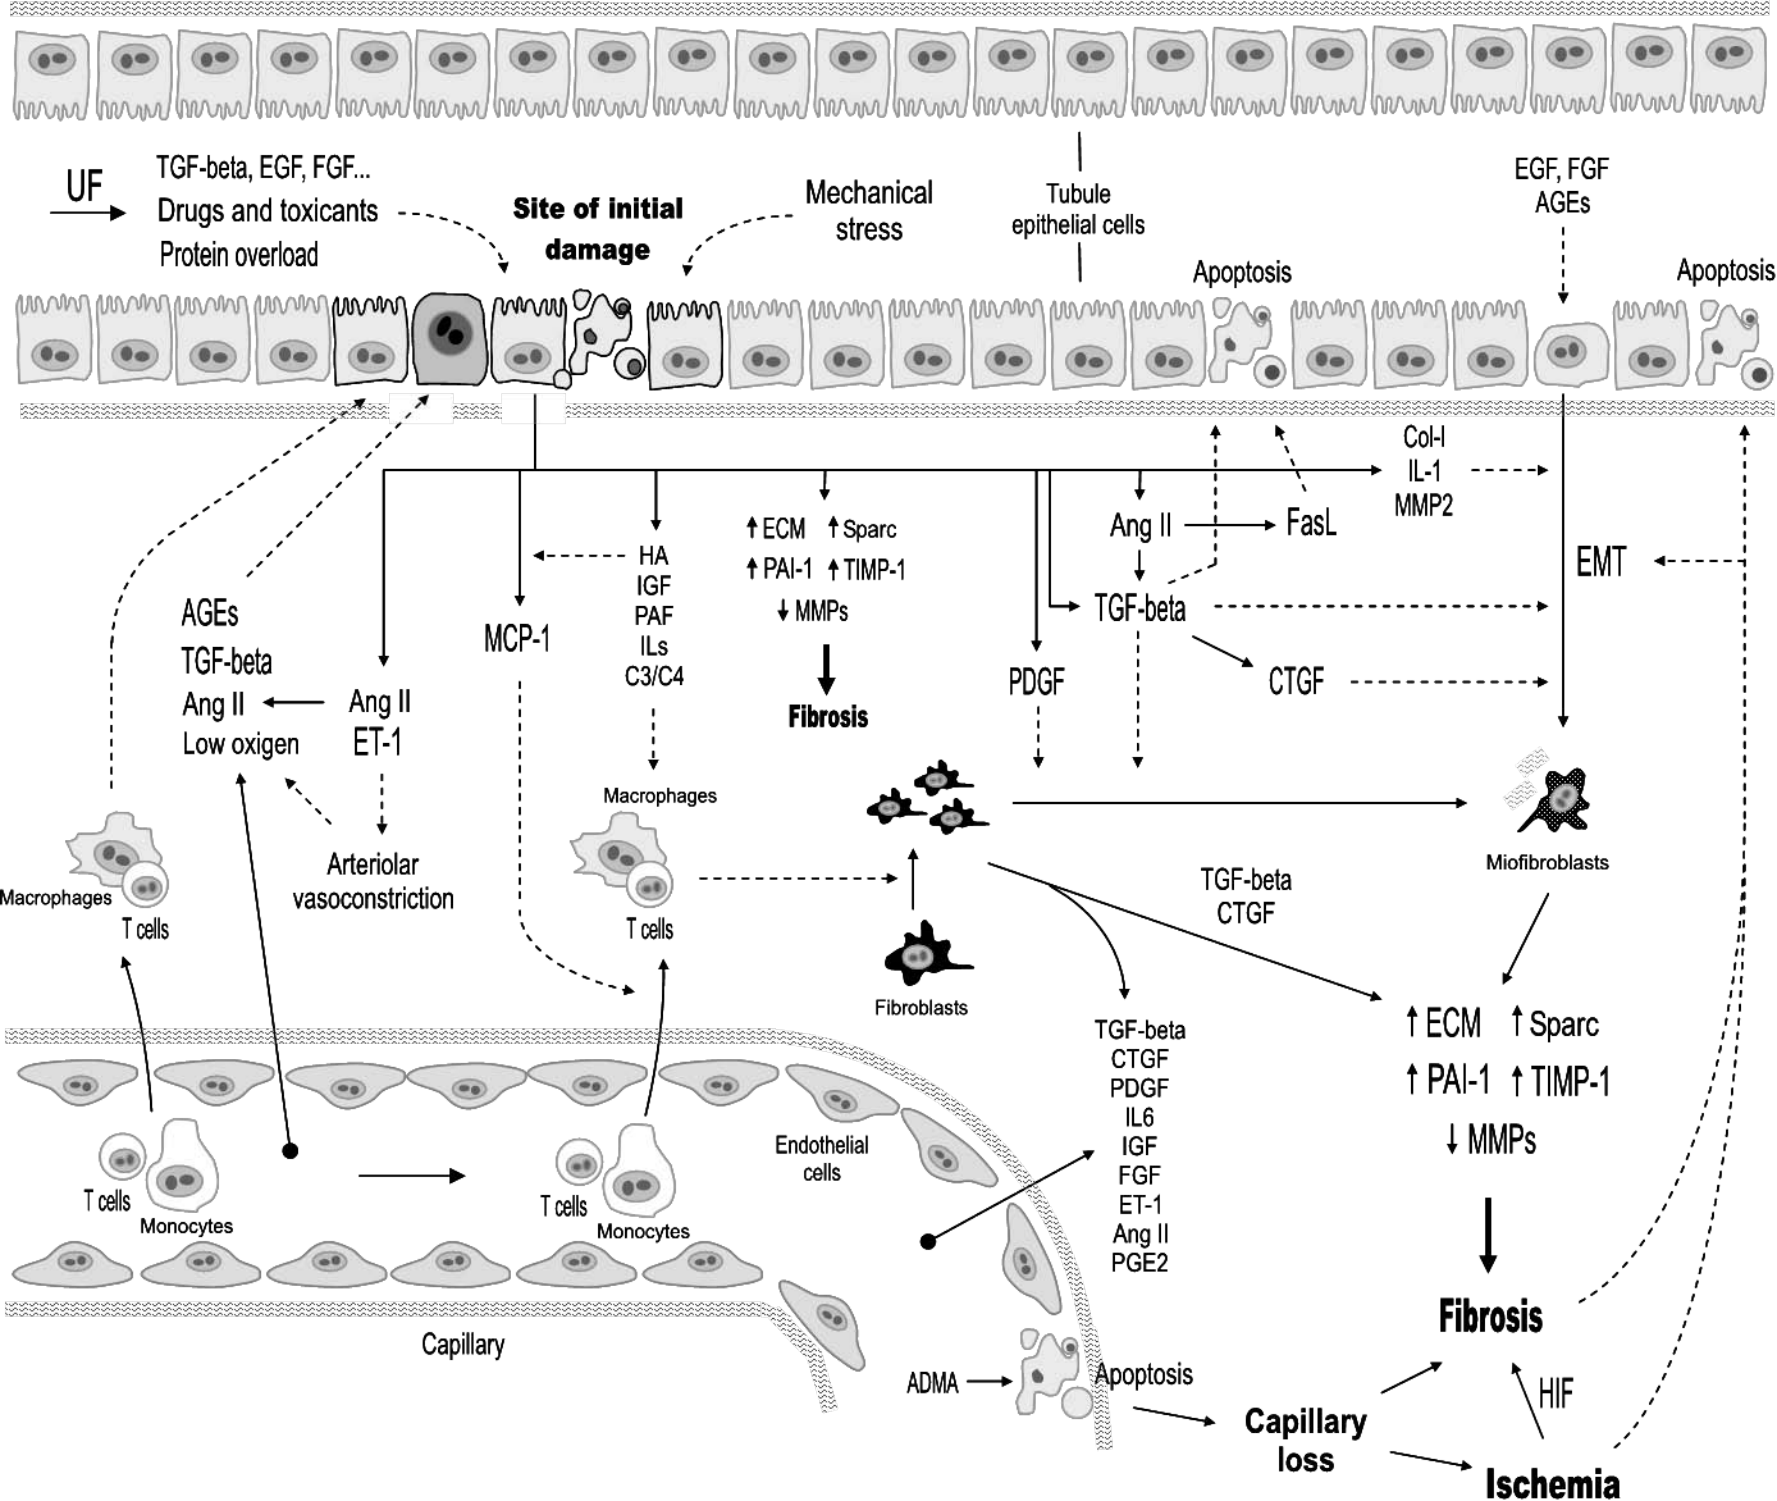 UF
TGF-beta, EGF, FGF...
Drugs and toxicants
Protein overload
Site of initial
damage
Mechanical
stress
Tubule
epithelial cells
EGF, FGF
AGEs
Apoptosis
Apoptosis
Col-I
IL-1
MMP2
Ang II
FasL
EMT
TGF-beta
CTGF
PDGF
↑ECM ↑Sparc
↑PAI-1 ↑TIMP-1
↓MMPs
Fibrosis
HA
IGF
PAF
ILs
C3/C4
MCP-1
AGEs
TGF-beta
Ang II
Low oxigen
Ang II
ET-1
Arteriolar
vasoconstriction
Macrophages
T cells
Macrophages
T cells
Fibroblasts
Miofibroblasts
TGF-beta
CTGF
TGF-beta
CTGF
PDGF
IL6
IGF
FGF
ET-1
Ang II
PGE2
↑ECM ↑Sparc
↑PAI-1 ↑TIMP-1
↓MMPs
Fibrosis
HIF
Endothelial
cells
T cells
Monocytes
T cells
Monocytes
Capillary
ADMA
Apoptosis
Capillary
loss
Ischemia